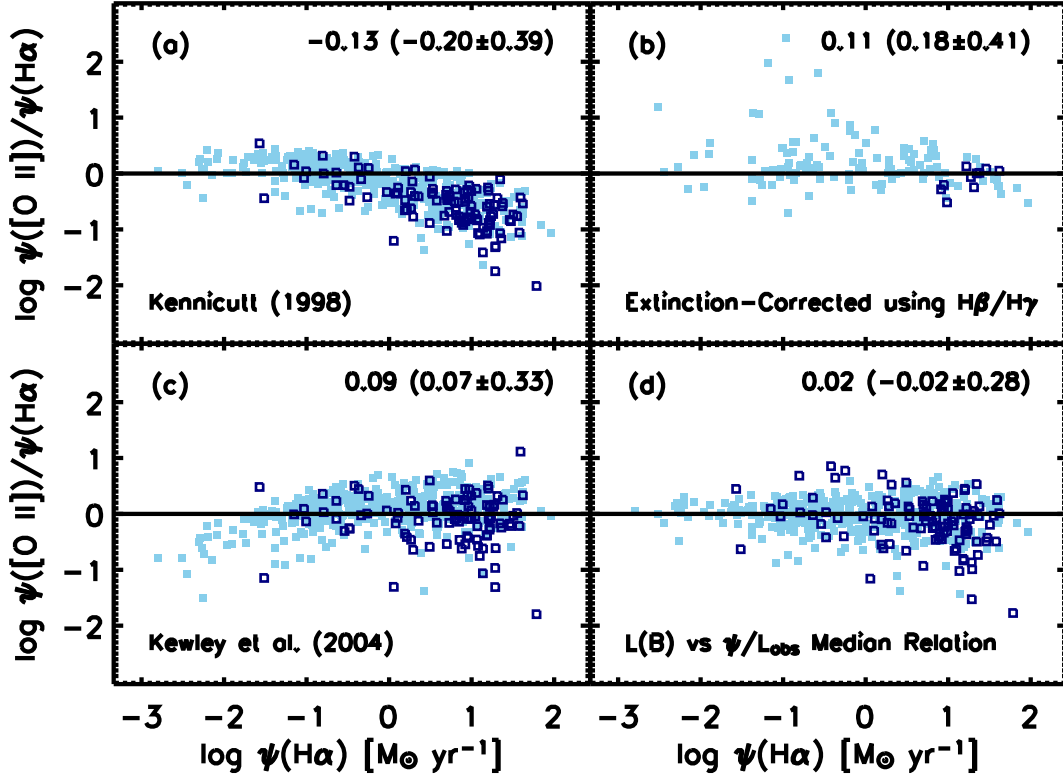 (a) −0.13 (−0.20±0.39)
(b) 0.11 (0.18±0.41)
log ψ([O II])/ψ(Hα)
2
1
0
−1
−2
Kennicutt (1998)
Extinction−Corrected using Hβ/Hγ
(c) 0.09 (0.07±0.33)
(d) 0.02 (−0.02±0.28)
log ψ([O II])/ψ(Hα)
2
1
0
−1
−2
Kewley et al. (2004)
L(B) vs ψ/Lobs Median Relation
−3 −2 −1 0 1 2
−3 −2 −1 0 1 2
log ψ(Hα) [M⊙ yr−1]
log ψ(Hα) [M⊙ yr−1]